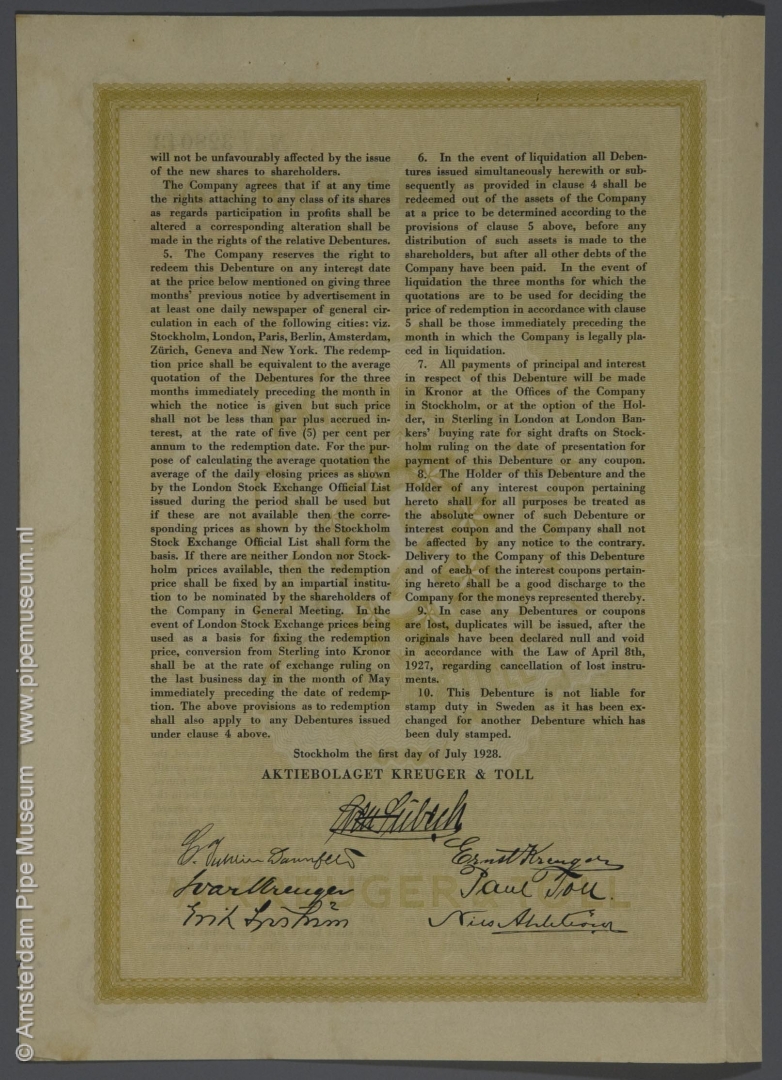 will not be unfavourably affected by the issue
of the new shares to shareholders.
The Company agrees that if at any time
the rights attaching to any class of its shares
as regards participation in profits shall be
altered a corresponding alteration shall be
made in the rights of the relative Debentures.
5. The Company reserves the right to
redeem this Debenture on any interest date
at the price below mentioned on giving three
months' previous notice by advertisement in
at least one daily newspaper of general cir-
culation in each of the following cities: viz.
Stockholm, London, Paris, Berlin, Amsterdam,
Zürich, Geneva and New York. The redemp-
tion price shall be equivalent to the average
quotation of the Debentures for the three
months immediately preceding the month in
which the notice is given but such price
shall not be less than par plus accrued in-
terest, at the rate of five (5) per cent per
annum to the redemption date. For the pur-
pose of calculating the average quotation the
average of the daily closing prices as shown
by the London Stock Exchange Official List
issued during the period shall be used but
if these are not available then the corre-
sponding prices as shown by the Stockholm
Stock Exchange Official List shall form the
basis. If there are neither London nor Stock-
holm prices available, then the redemption
price shall be fixed by an impartial institu-
tion to be nominated by the shareholders of
the Company in General Meeting. In the
event of London Stock Exchange prices being
used as a basis for fixing the redemption
price, conversion from Sterling into Kronor
shall be at the rate of exchange ruling on
the last business day in the month of May
immediately preceding the date of redemp-
tion. The above provisions as to redemption
shall also apply to any Debentures issued
under clause 4 above.
6. In the event of liquidation all Deben-
tures issued simultaneously herewith or sub-
sequently as provided in clause 4 shall be
redeemed out of the assets of the Company
at a price to be determined according to the
provisions of clause 5 above, before any
distribution of such assets is made to the
shareholders, but after all other debts of the
Company have been paid. In the event of
liquidation the three months for which the
quotations are to be used for deciding the
price of redemption in accordance with clause
5 shall be those immediately preceding the
month in which the Company is legally pla-
ced in liquidation.
7. All payments of principal and interest
in respect of this Debenture will be made
in Kronor at the Offices of the Company
in Stockholm, or at the option of the Hol-
der, in Sterling in London at London Ban-
kers' buying rate for sight drafts on Stock-
holm ruling on the date of presentation for
payment of this Debenture or any coupon.
8. The Holder of this Debenture and the
Holder of any interest coupon pertaining
hereto shall for all purposes be treated as
the absolute owner of such Debenture or
interest coupon and the Company shall not
be affected by any notice to the contrary.
Delivery to the Company of this Debenture
and of each of the interest coupons pertain-
ing hereto shall be a good discharge to the
Company for the moneys represented thereby.
9. In case any Debentures or coupons
are lost, duplicates will be issued, after the
originals have been declared null and void
in accordance with the Law of April 8th,
1927, regarding cancellation of lost instru-
ments.
10. This Debenture is not liable for
stamp duty in Sweden as it has been ex-
changed for another Debenture which has
been duly stamped.
Stockholm the first day of July 1928.
AKTIEBOLAGET KREUGER & TOLL
Ernst Kreuger
Ivar Kreuger
Paul Toll.
Erik Sjöström
Nils Ahlström
KREUGER & TOLL
© Amsterdam Pipe Museum www.pipemuseum.nl